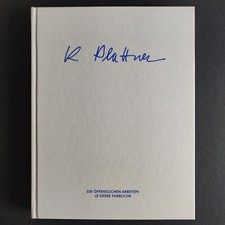 K. Plattner
DIE ÖFFENTLICHEN ARBEITEN
LE OPERE PUBBLICHE